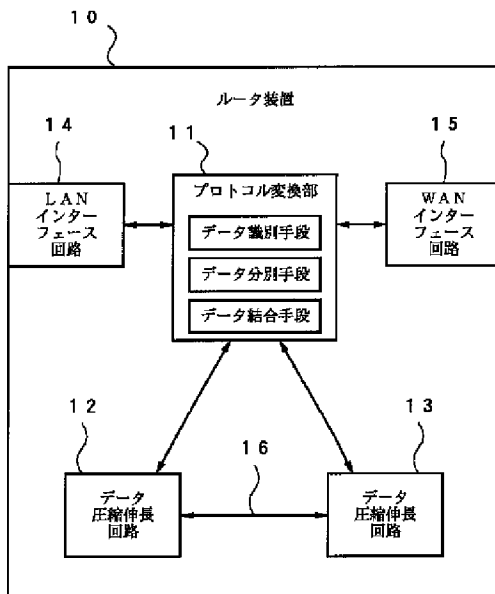 10
ルータ装置
14
11
15
LAN
インター
フェース
回路
プロトコル変換部
データ識別手段
データ分別手段
データ結合手段
WAN
インター
フェース
回路
12
16
13
データ
圧縮伸長
回路
データ
圧縮伸長
回路